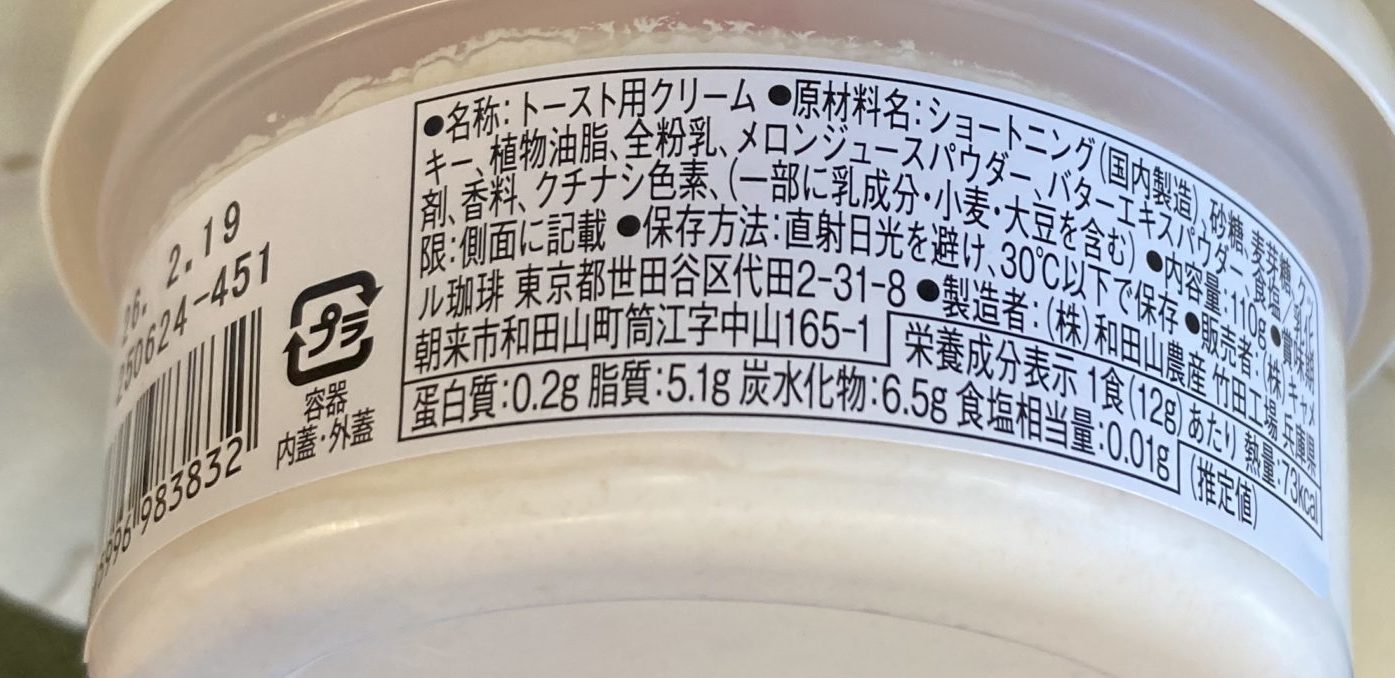 ●名称:トースト用クリーム ●原材料名:ショートニング(国内製造)、砂糖、麦芽糖、クッ
キー、植物油脂、全粉乳、メロンジュースパウダー、バターエキスパウダー、食塩/乳化
剤、香料、クチナシ色素、(一部に乳成分・小麦・大豆を含む) ●内容量:110g ●賞味期
限:側面に記載 ●保存方法:直射日光を避け、30℃以下で保存 ●販売者:(株)キャメ
ル珈琲 東京都世田谷区代田2-31-8 ●製造者:(株)和田山農産 竹田工場 兵庫県
朝来市和田山町筒江字中山165-1
栄養成分表示 1食(12g)あたり 熱量:73kcal
蛋白質:0.2g 脂質:5.1g 炭水化物:6.5g 食塩相当量:0.01g
(推定値)
26. 2.19
250624-451
プラ
容器
内蓋・外蓋
996 983832